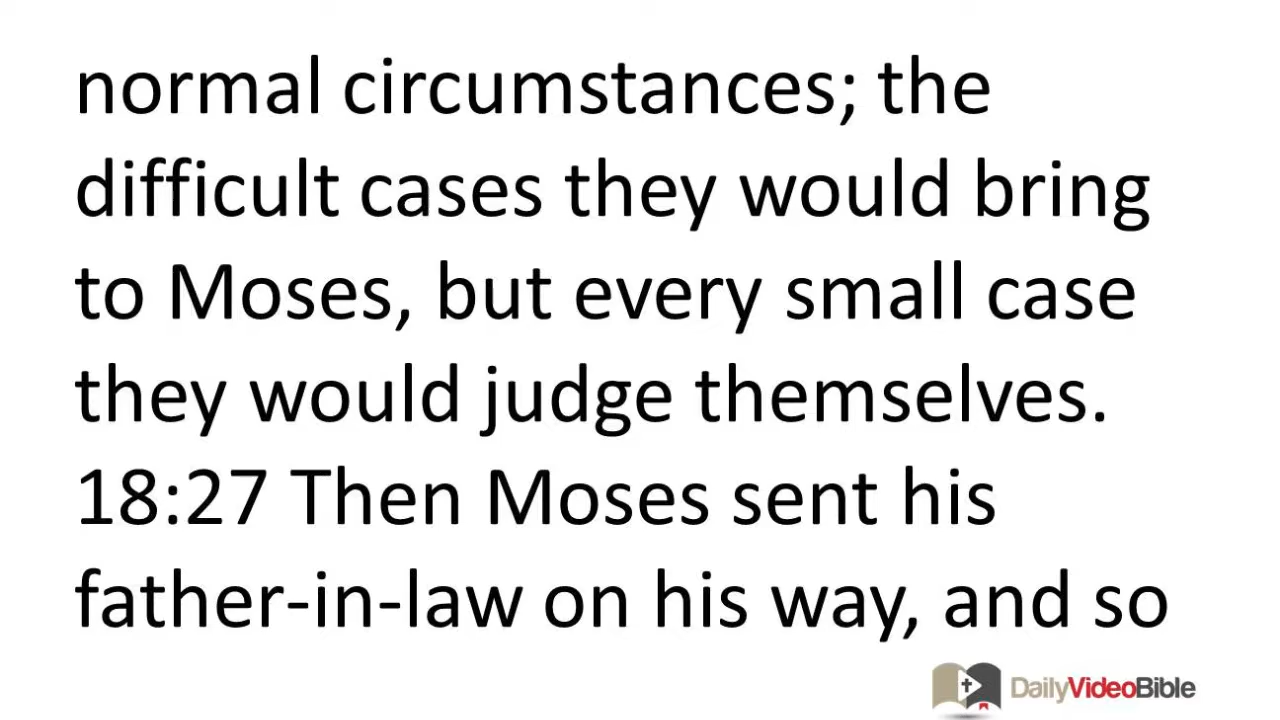 normal circumstances; the
difficult cases they would bring
to Moses, but every small case
they would judge themselves.
18:27 Then Moses sent his
father-in-law on his way, and so
DailyVideoBible